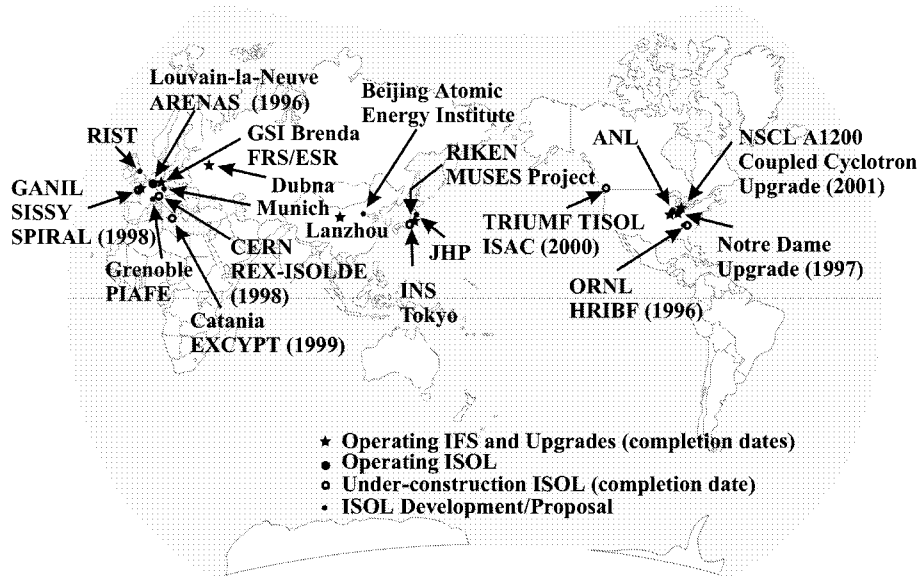 Louvain-la-Neuve
ARENAS (1996)
RIST
GSI Brenda
FRS/ESR
Beijing Atomic
Energy Institute
GANIL
SISSY
SPIRAL (1998)
Dubna
Munich
Lanzhou
RIKEN
MUSES Project
ANL
NSCL A1200
Coupled Cyclotron
Upgrade (2001)
Grenoble
PIAFE
CERN
REX-ISOLDE
(1998)
JHP
TRIUMF TISOL
ISAC (2000)
Notre Dame
Upgrade (1997)
Catania
EXCYPT (1999)
INS
Tokyo
ORNL
HRIBF (1996)
Operating IFS and Upgrades (completion dates)
Operating ISOL
Under-construction ISOL (completion date)
ISOL Development/Proposal